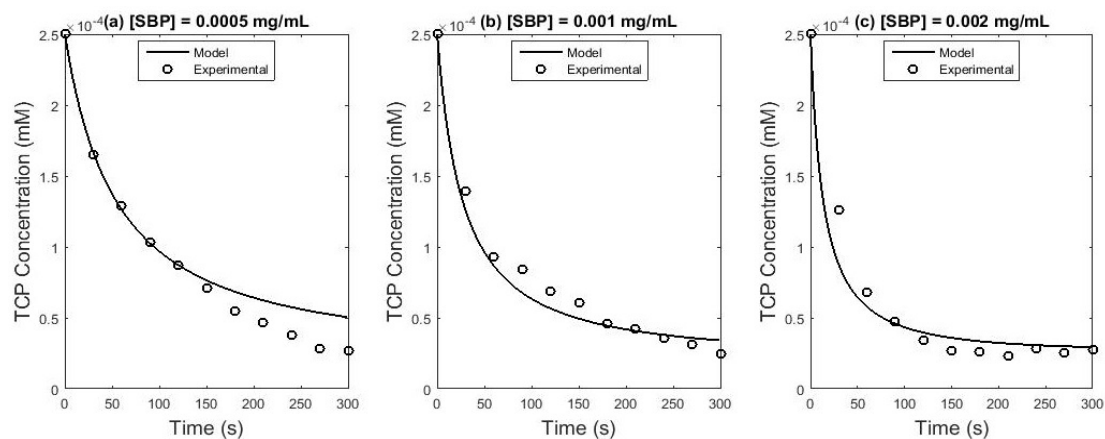 ×10⁻⁴ (a) [SBP] = 0.0005 mg/mL
Model
Experimental
TCP Concentration (mM)
2.5
2
1.5
1
0.5
0
0 50 100 150 200 250 300
Time (s)
×10⁻⁴ (b) [SBP] = 0.001 mg/mL
Model
Experimental
TCP Concentration (mM)
2.5
2
1.5
1
0.5
0
0 50 100 150 200 250 300
Time (s)
×10⁻⁴ (c) [SBP] = 0.002 mg/mL
Model
Experimental
TCP Concentration (mM)
2.5
2
1.5
1
0.5
0
0 50 100 150 200 250 300
Time (s)